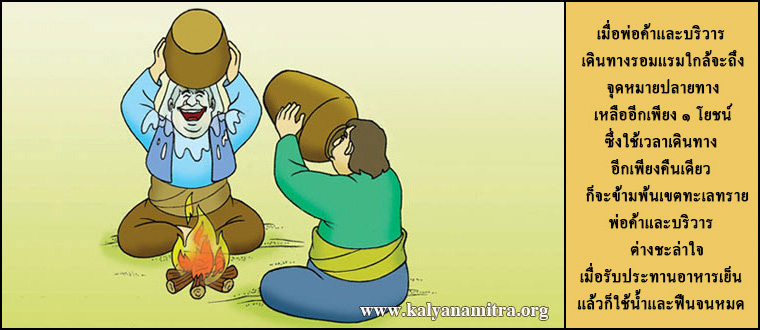 เมื่อพ่อค้าและบริวาร
เดินทางรอมแรมใกล้จะถึง
จุดหมายปลายทาง
เหลืออีกเพียง ๑ โยชน์
ซึ่งใช้เวลาเดินทาง
อีกเพียงคืนเดียว
ก็จะข้ามพ้นเขตทะเลทราย
พ่อค้าและบริวาร
ต่างชะล่าใจ
เมื่อรับประทานอาหารเย็น
แล้วก็ใช้น้ำและฟืนจนหมด
www.kalyanamitra.org